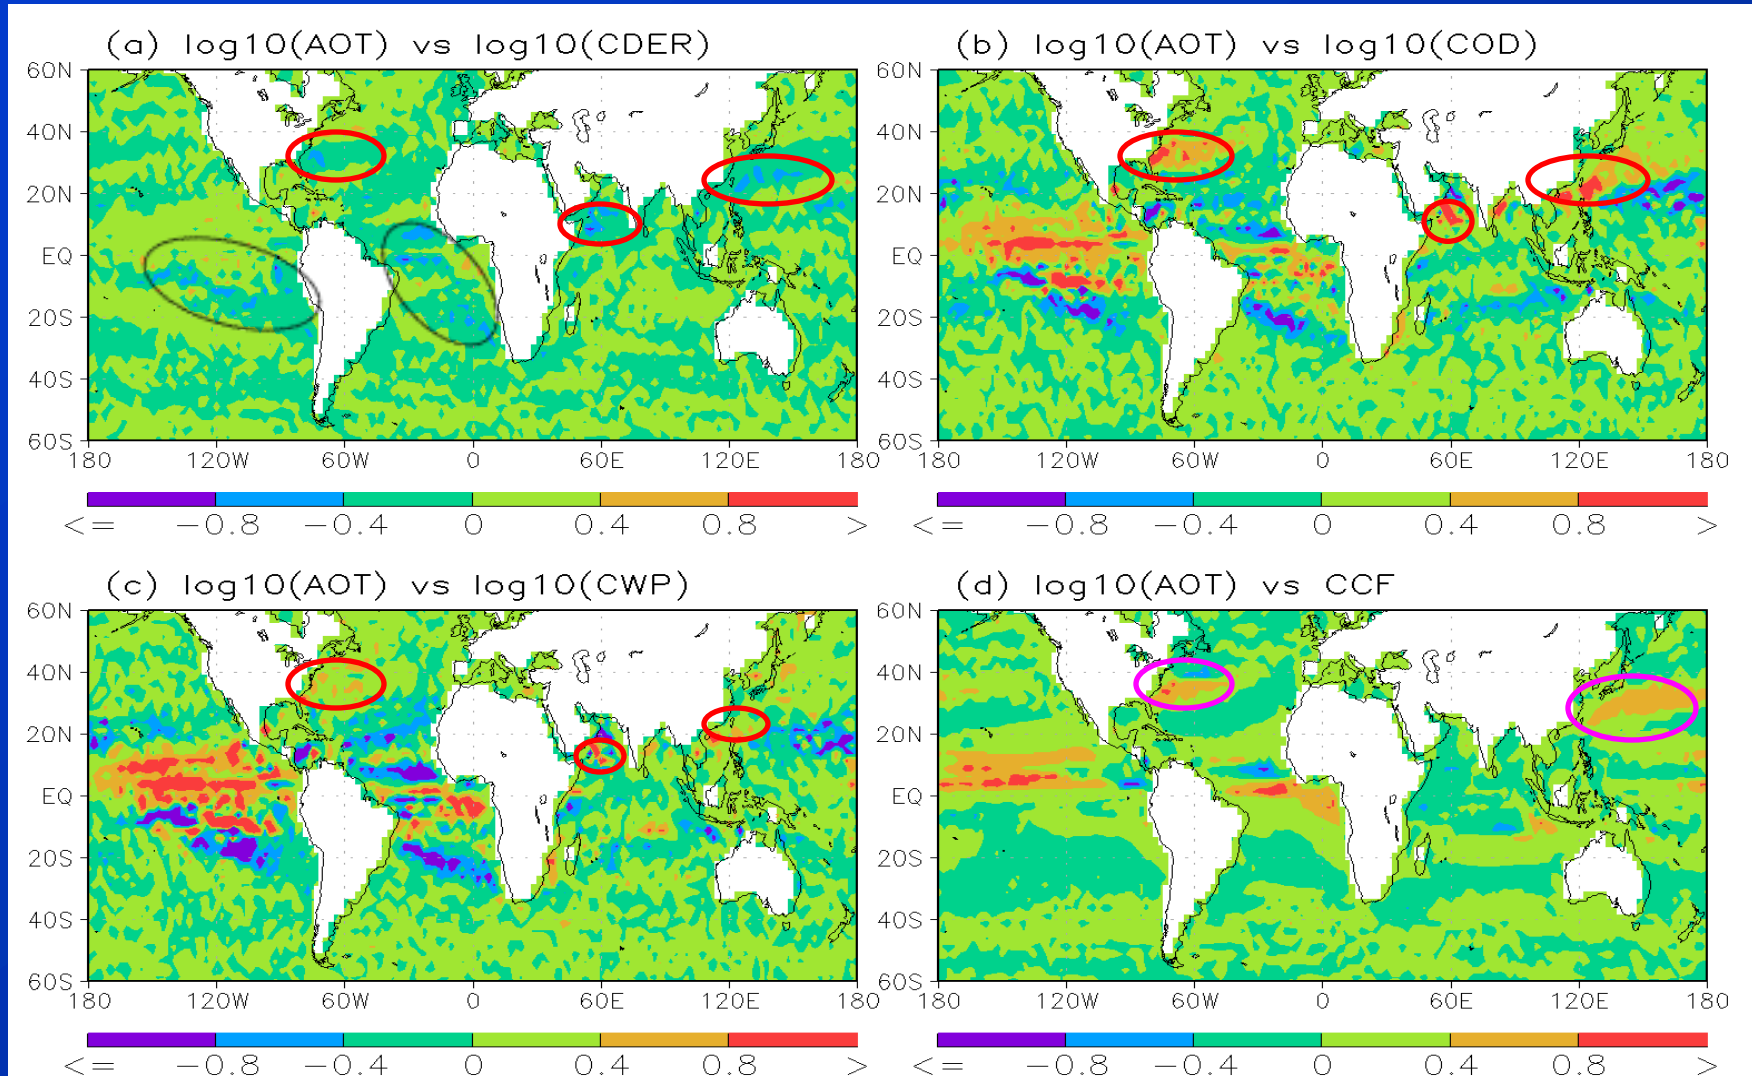 (a) log10(AOT) vs log10(CDER)
60N
40N
20N
EQ
20S
40S
60S
180 120W 60W 0 60E 120E 180
<= −0.8 −0.4 0 0.4 0.8 >
(b) log10(AOT) vs log10(COD)
60N
40N
20N
EQ
20S
40S
60S
180 120W 60W 0 60E 120E 180
<= −0.8 −0.4 0 0.4 0.8 >
(c) log10(AOT) vs log10(CWP)
60N
40N
20N
EQ
20S
40S
60S
180 120W 60W 0 60E 120E 180
<= −0.8 −0.4 0 0.4 0.8 >
(d) log10(AOT) vs CCF
60N
40N
20N
EQ
20S
40S
60S
180 120W 60W 0 60E 120E 180
<= −0.8 −0.4 0 0.4 0.8 >